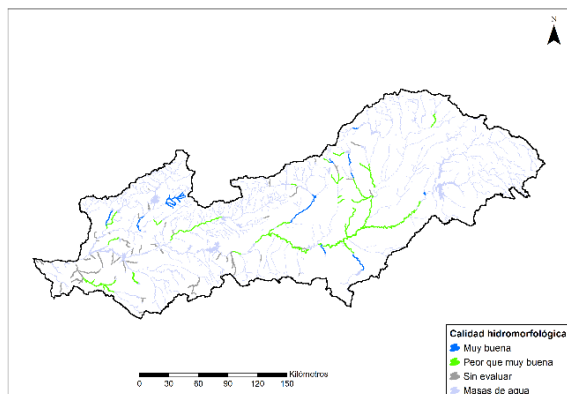 N
Kilómetros
0 30 60 90 120 150
Calidad hidromorfológica
Muy buena
Peor que muy buena
Sin evaluar
Masas de agua